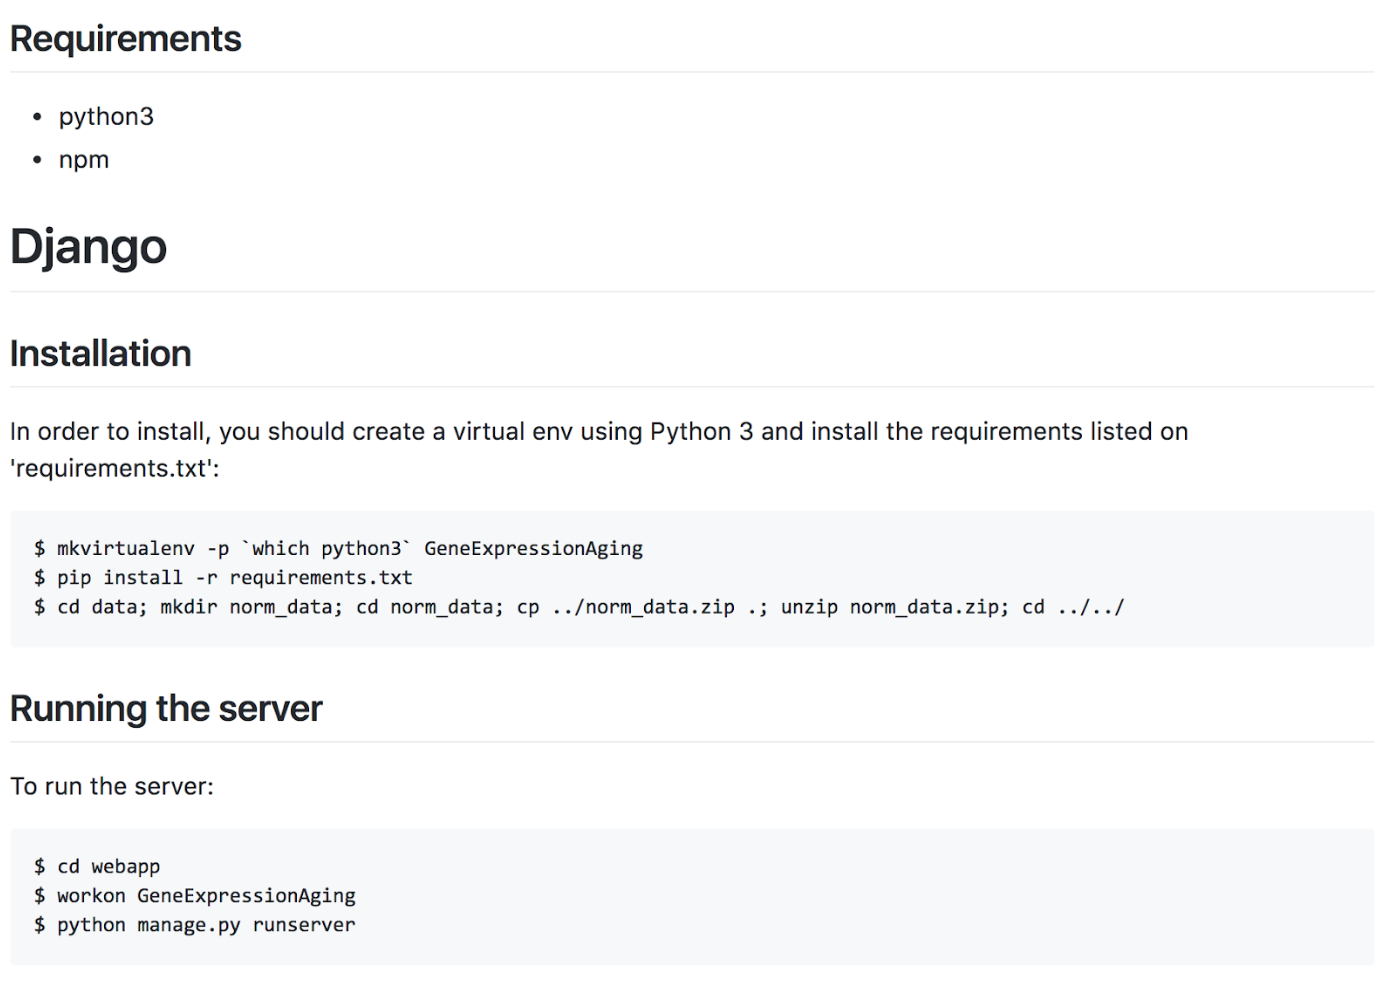 Requirements
• python3
• npm
Django
Installation
In order to install, you should create a virtual env using Python 3 and install the requirements listed on
'requirements.txt':
$ mkvirtualenv -p `which python3` GeneExpressionAging
$ pip install -r requirements.txt
$ cd data; mkdir norm_data; cd norm_data; cp ../norm_data.zip .; unzip norm_data.zip; cd ../../
Running the server
To run the server:
$ cd webapp
$ workon GeneExpressionAging
$ python manage.py runserver